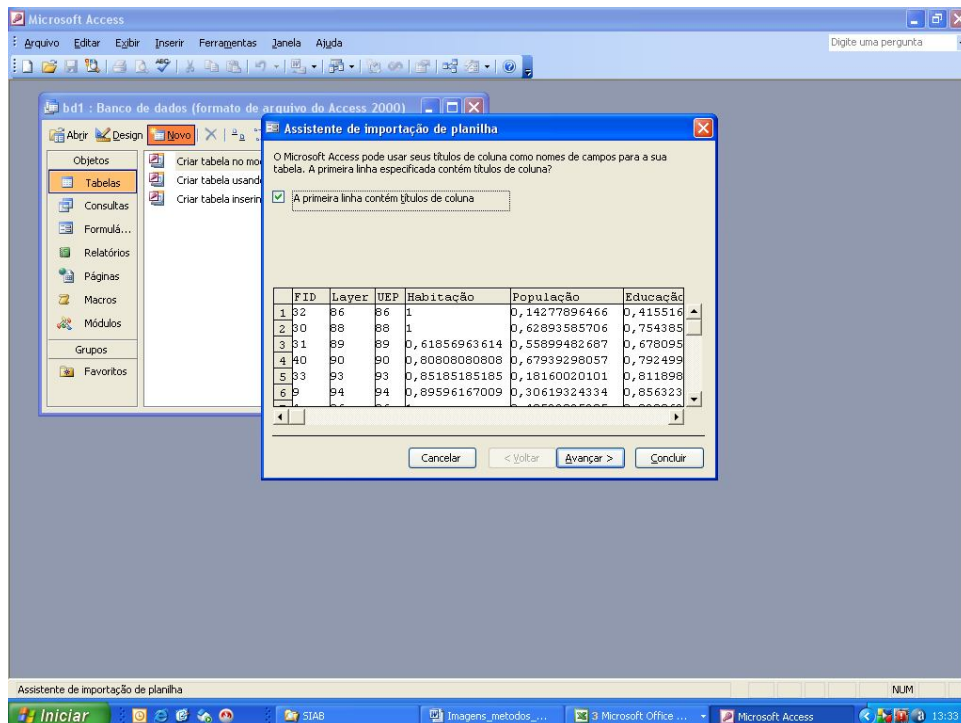 Microsoft Access
Arquivo Editar Exibir Inserir Ferramentas Janela Ajuda
Digite uma pergunta
bd1 : Banco de dados (formato de arquivo do Access 2000)
Abrir Design Novo
Objetos
Tabelas
Consultas
Formulá...
Relatórios
Páginas
Macros
Módulos
Grupos
Favoritos
Criar tabela no mo
Criar tabela usand
Criar tabela inserin
Assistente de importação de planilha
O Microsoft Access pode usar seus títulos de coluna como nomes de campos para a sua
tabela. A primeira linha especificada contém títulos de coluna?
A primeira linha contém títulos de coluna
FID Layer UEP Habitação População Educação
1 32 86 86 1 0,14277896466 0,415516
2 30 88 88 1 0,62893585706 0,754385
3 31 89 89 0,61856963614 0,55899482687 0,678095
4 40 90 90 0,80808080808 0,67939298057 0,792499
5 33 93 93 0,85185185185 0,18160020101 0,811898
6 9 94 94 0,89596167009 0,30619324334 0,856323
Cancelar < Voltar Avançar > Concluir
Assistente de importação de planilha
NUM
Iniciar
SIAB
Imagens_metodos_...
3 Microsoft Office ...
Microsoft Access
13:33